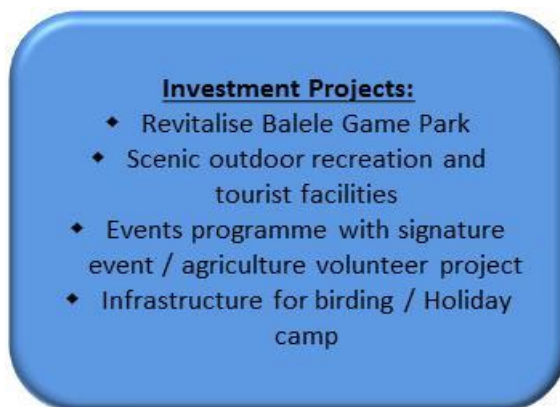 Investment Projects:
◆ Revitalise Balele Game Park
◆ Scenic outdoor recreation and
tourist facilities
◆ Events programme with signature
event / agriculture volunteer project
◆ Infrastructure for birding / Holiday
camp